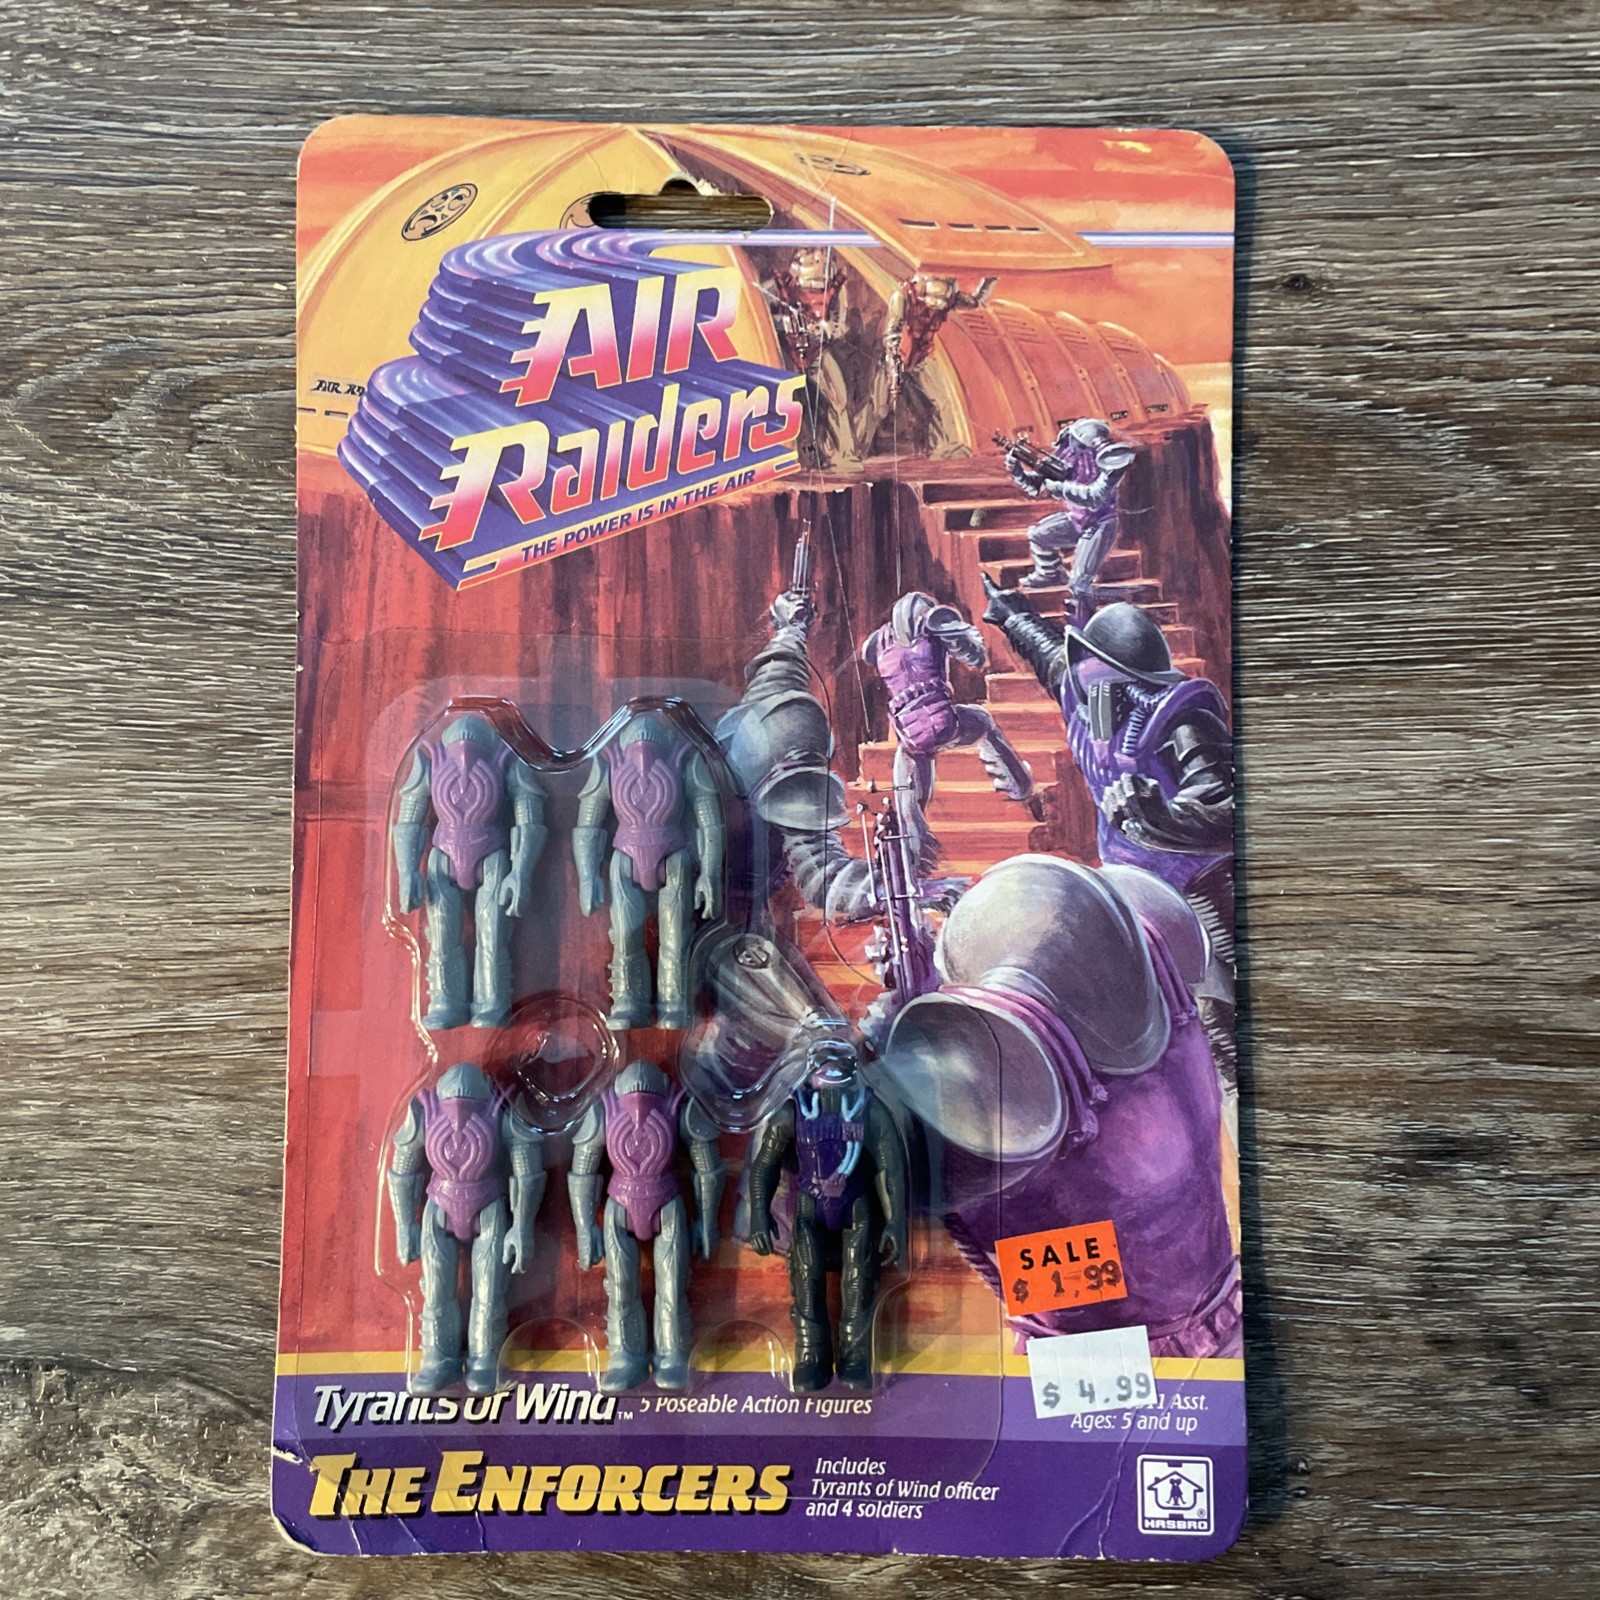 AIR
Raiders
THE POWER IS IN THE AIR
AIR
SALE
$ 1.99
$ 4.99
Tyrants of Wind™ 5 Poseable Action Figures
Asst.
Ages: 5 and up
THE ENFORCERS
Includes
Tyrants of Wind officer
and 4 soldiers
HASBRO®